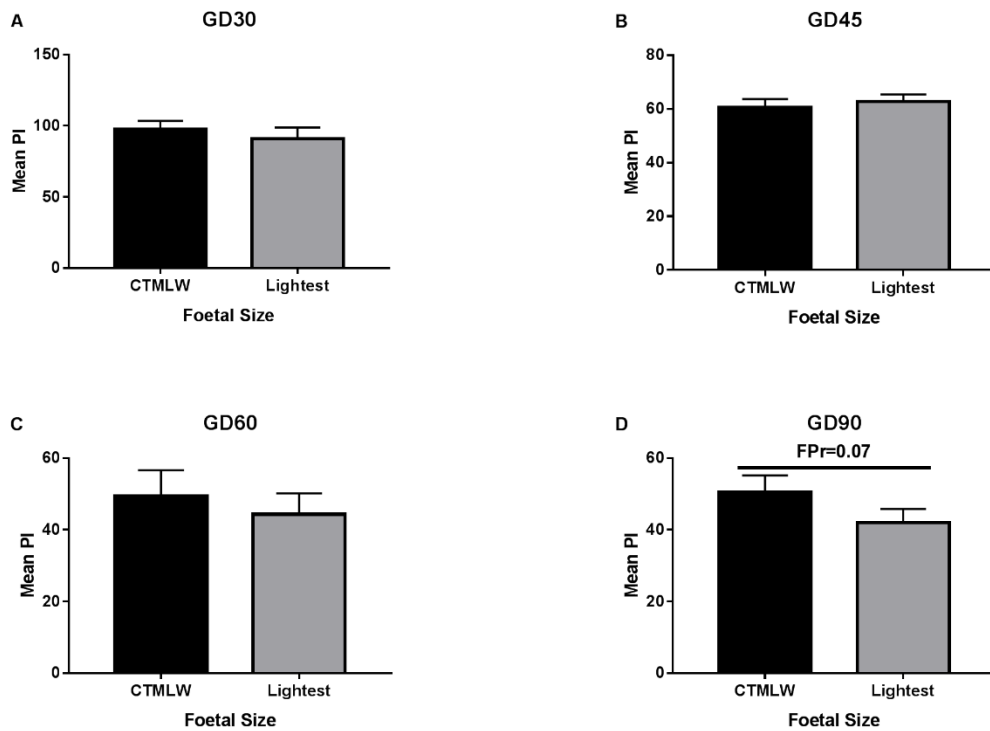 A
GD30
150
100
50
0
Mean PI
CTMLW Lightest
Foetal Size
B
GD45
80
60
40
20
0
Mean PI
CTMLW Lightest
Foetal Size
C
GD60
60
40
20
0
Mean PI
CTMLW Lightest
Foetal Size
D
GD90
FPr=0.07
60
40
20
0
Mean PI
CTMLW Lightest
Foetal Size